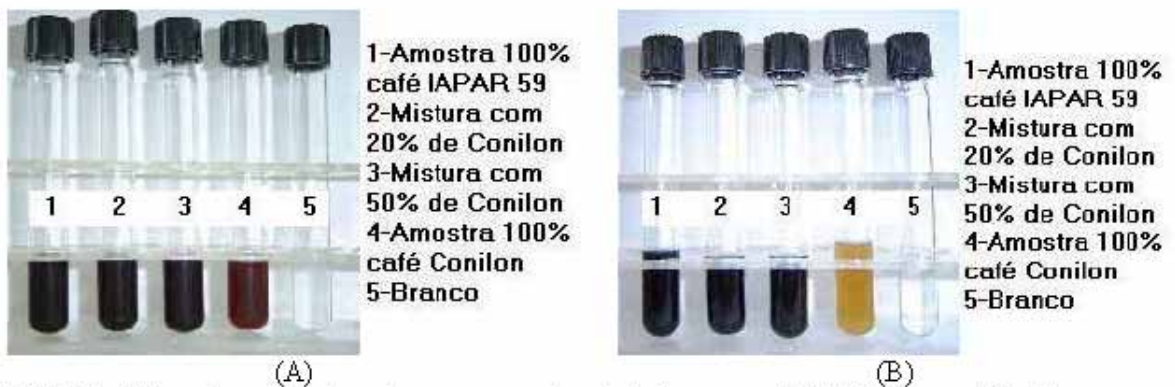 1-Amostra 100%
café IAPAR 59
2-Mistura com
20% de Conilon
3-Mistura com
50% de Conilon
4-Amostra 100%
café Conilon
5-Branco
1 2 3 4 5
(A)
1-Amostra 100%
café IAPAR 59
2-Mistura com
20% de Conilon
3-Mistura com
50% de Conilon
4-Amostra 100%
café Conilon
5-Branco
1 2 3 4 5
(B)